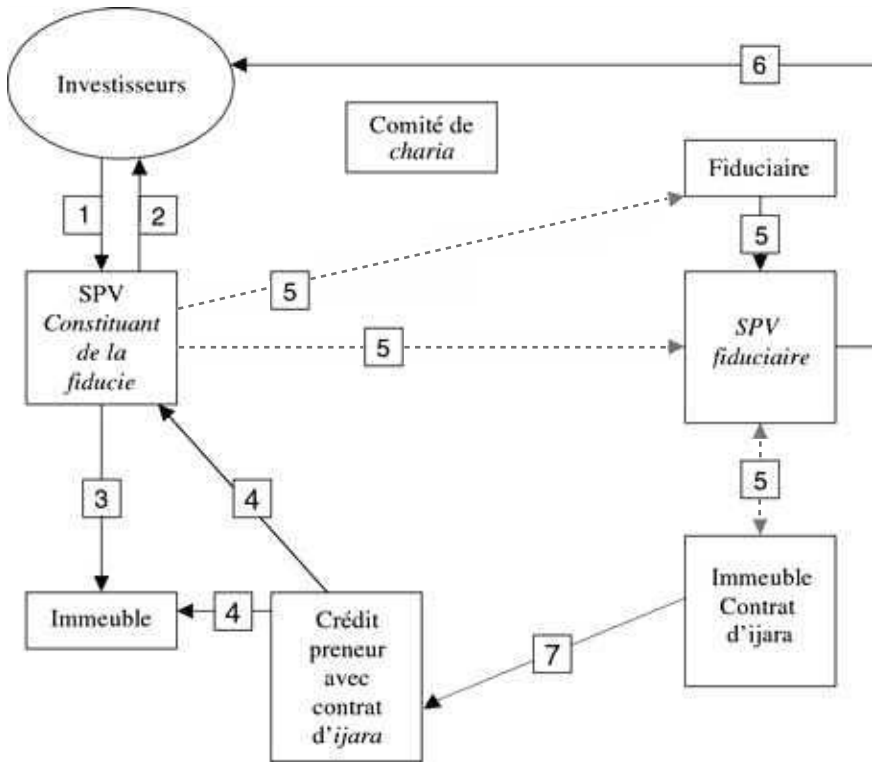 6
Investisseurs
Comité de
charia
Fiduciaire
1
2
5
5
SPV
Constituant
de la
fiducie
5
SPV
fiduciaire
3
4
5
Immeuble
4
Crédit
preneur
avec
contrat
d'ijara
7
Immeuble
Contrat
d'ijara